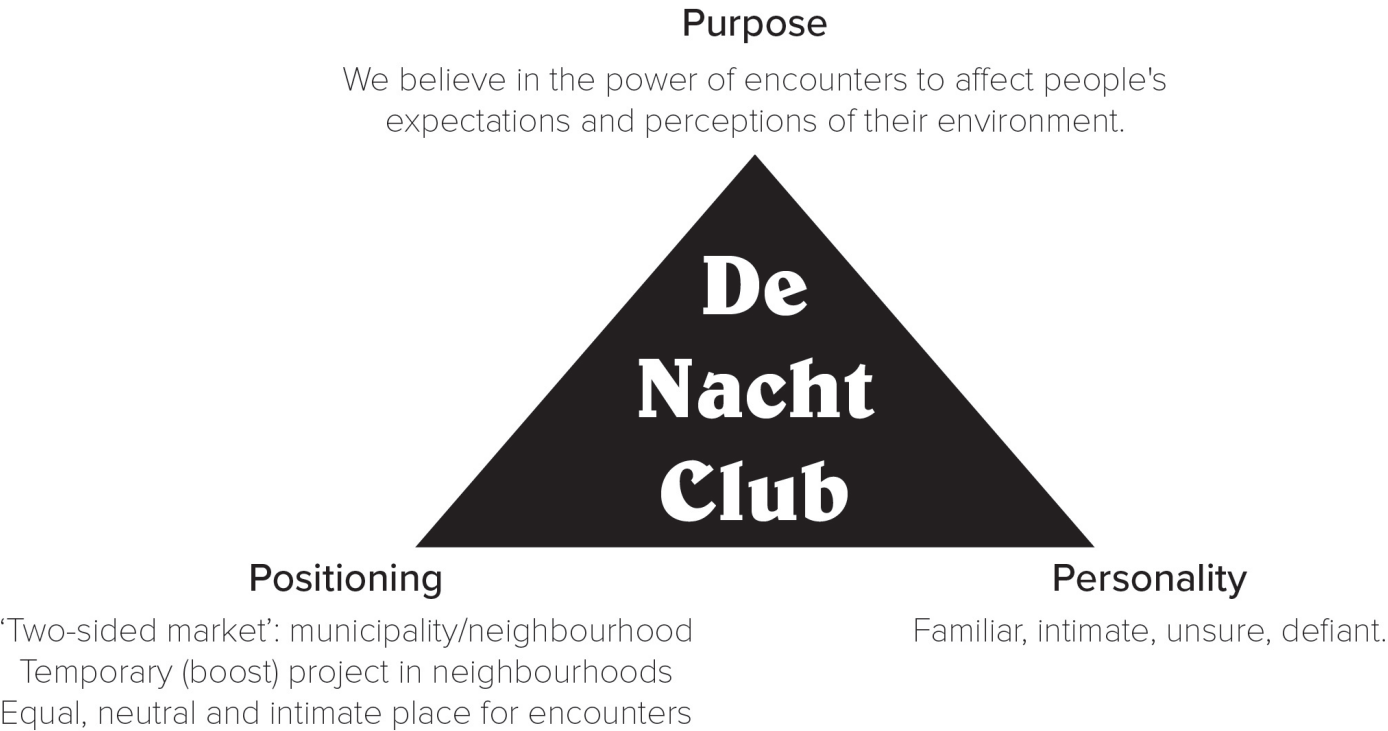 Purpose
We believe in the power of encounters to affect people's
expectations and perceptions of their environment.
De
Nacht
Club
Positioning
‘Two-sided market’: municipality/neighbourhood
Temporary (boost) project in neighbourhoods
Equal, neutral and intimate place for encounters
Personality
Familiar, intimate, unsure, defiant.